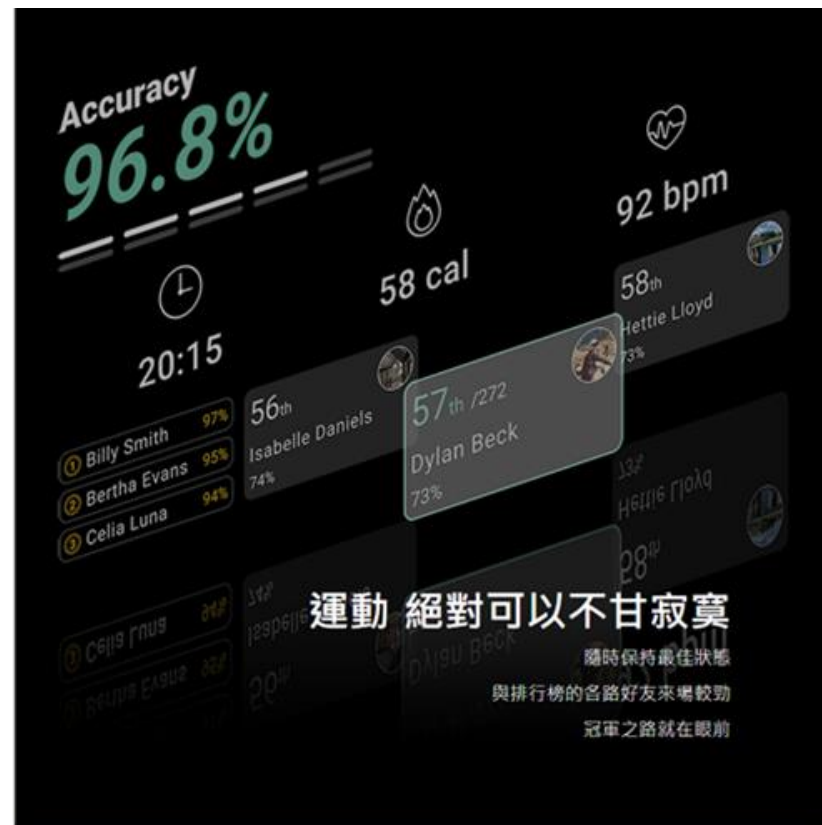 Accuracy
96.8%
92 bpm
58 cal
20:15
1 Billy Smith 97%
2 Bertha Evans 95%
3 Celia Luna 94%
56th
Isabelle Daniels
74%
57th /272
Dylan Beck
73%
58th
Hettie Lloyd
73%
運動 絕對可以不甘寂寞
隨時保持最佳狀態
與排行榜的各路好友來場較勁
冠軍之路就在眼前